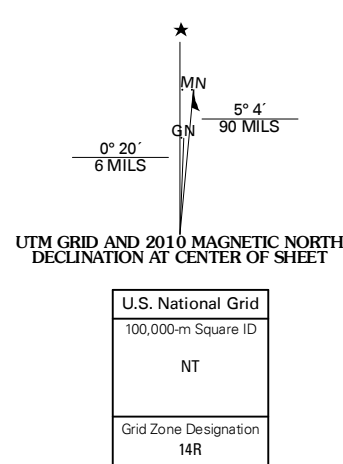 MN
5° 4´
90 MILS
GN
0° 20´
6 MILS
UTM GRID AND 2010 MAGNETIC NORTH
DECLINATION AT CENTER OF SHEET
U.S. National Grid
100,000-m Square ID
NT
Grid Zone Designation
14R